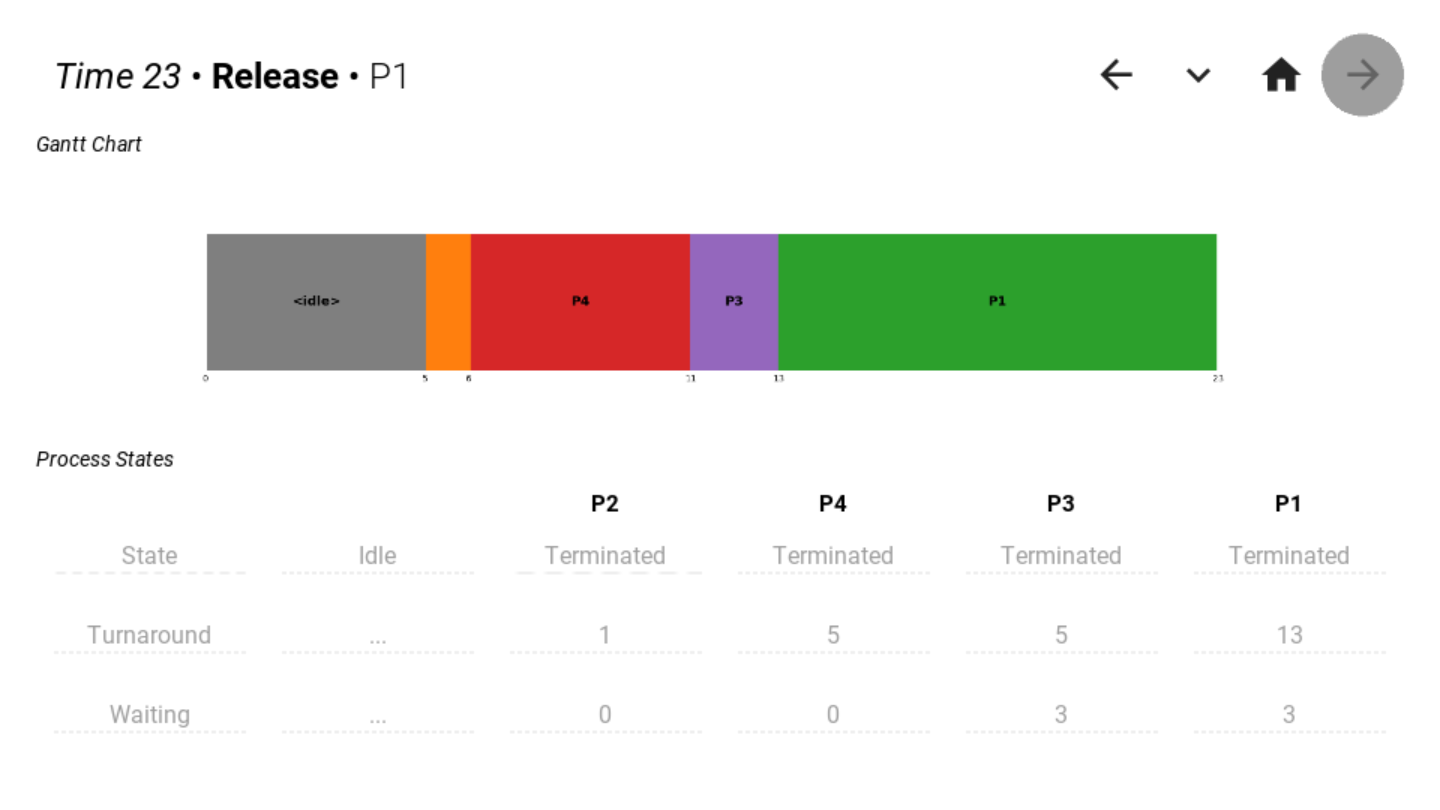 Time 23 • Release • P1
Gantt Chart
<idle> P4 P3 P1
0 5 6 11 13 23
Process States
P2 P4 P3 P1
State Idle Terminated Terminated Terminated Terminated
Turnaround ... 1 5 5 13
Waiting ... 0 0 3 3